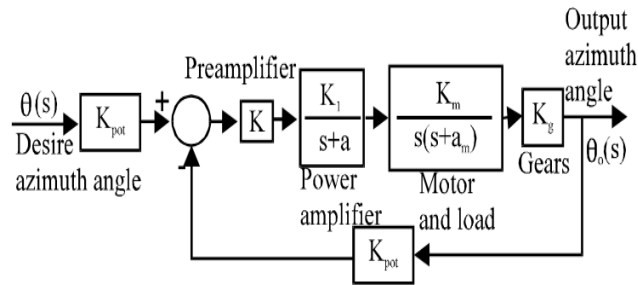 Output
azimuth
angle
Preamplifier
θ(s)
Desire
azimuth angle
K_pot
+
-
K
K_1
s+a
Power
amplifier
K_m
s(s+a_m)
Motor
and load
K_g
Gears
θ_o(s)
K_pot